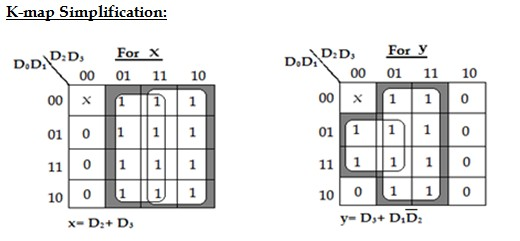 K-map Simplification:
For x
D₀D₁ D₂D₃
00 01 11 10
00 x 1 1 1
01 0 1 1 1
11 0 1 1 1
10 0 1 1 1
x= D₂+ D₃
For y
D₀D₁ D₂D₃
00 01 11 10
00 x 1 1 0
01 1 1 1 0
11 1 1 1 0
10 0 1 1 0
y= D₃+ D₁D̅₂